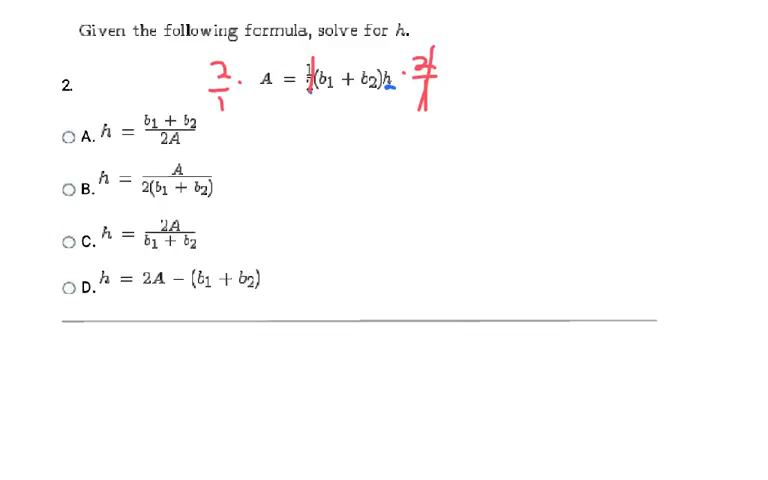 Given the following formula, solve for h.
2. 2/1 · A = 1/2(b₁ + b₂)h · 2/1
A. h = (b₁ + b₂)/(2A)
B. h = A/(2(b₁ + b₂))
C. h = 2A/(b₁ + b₂)
D. h = 2A − (b₁ + b₂)